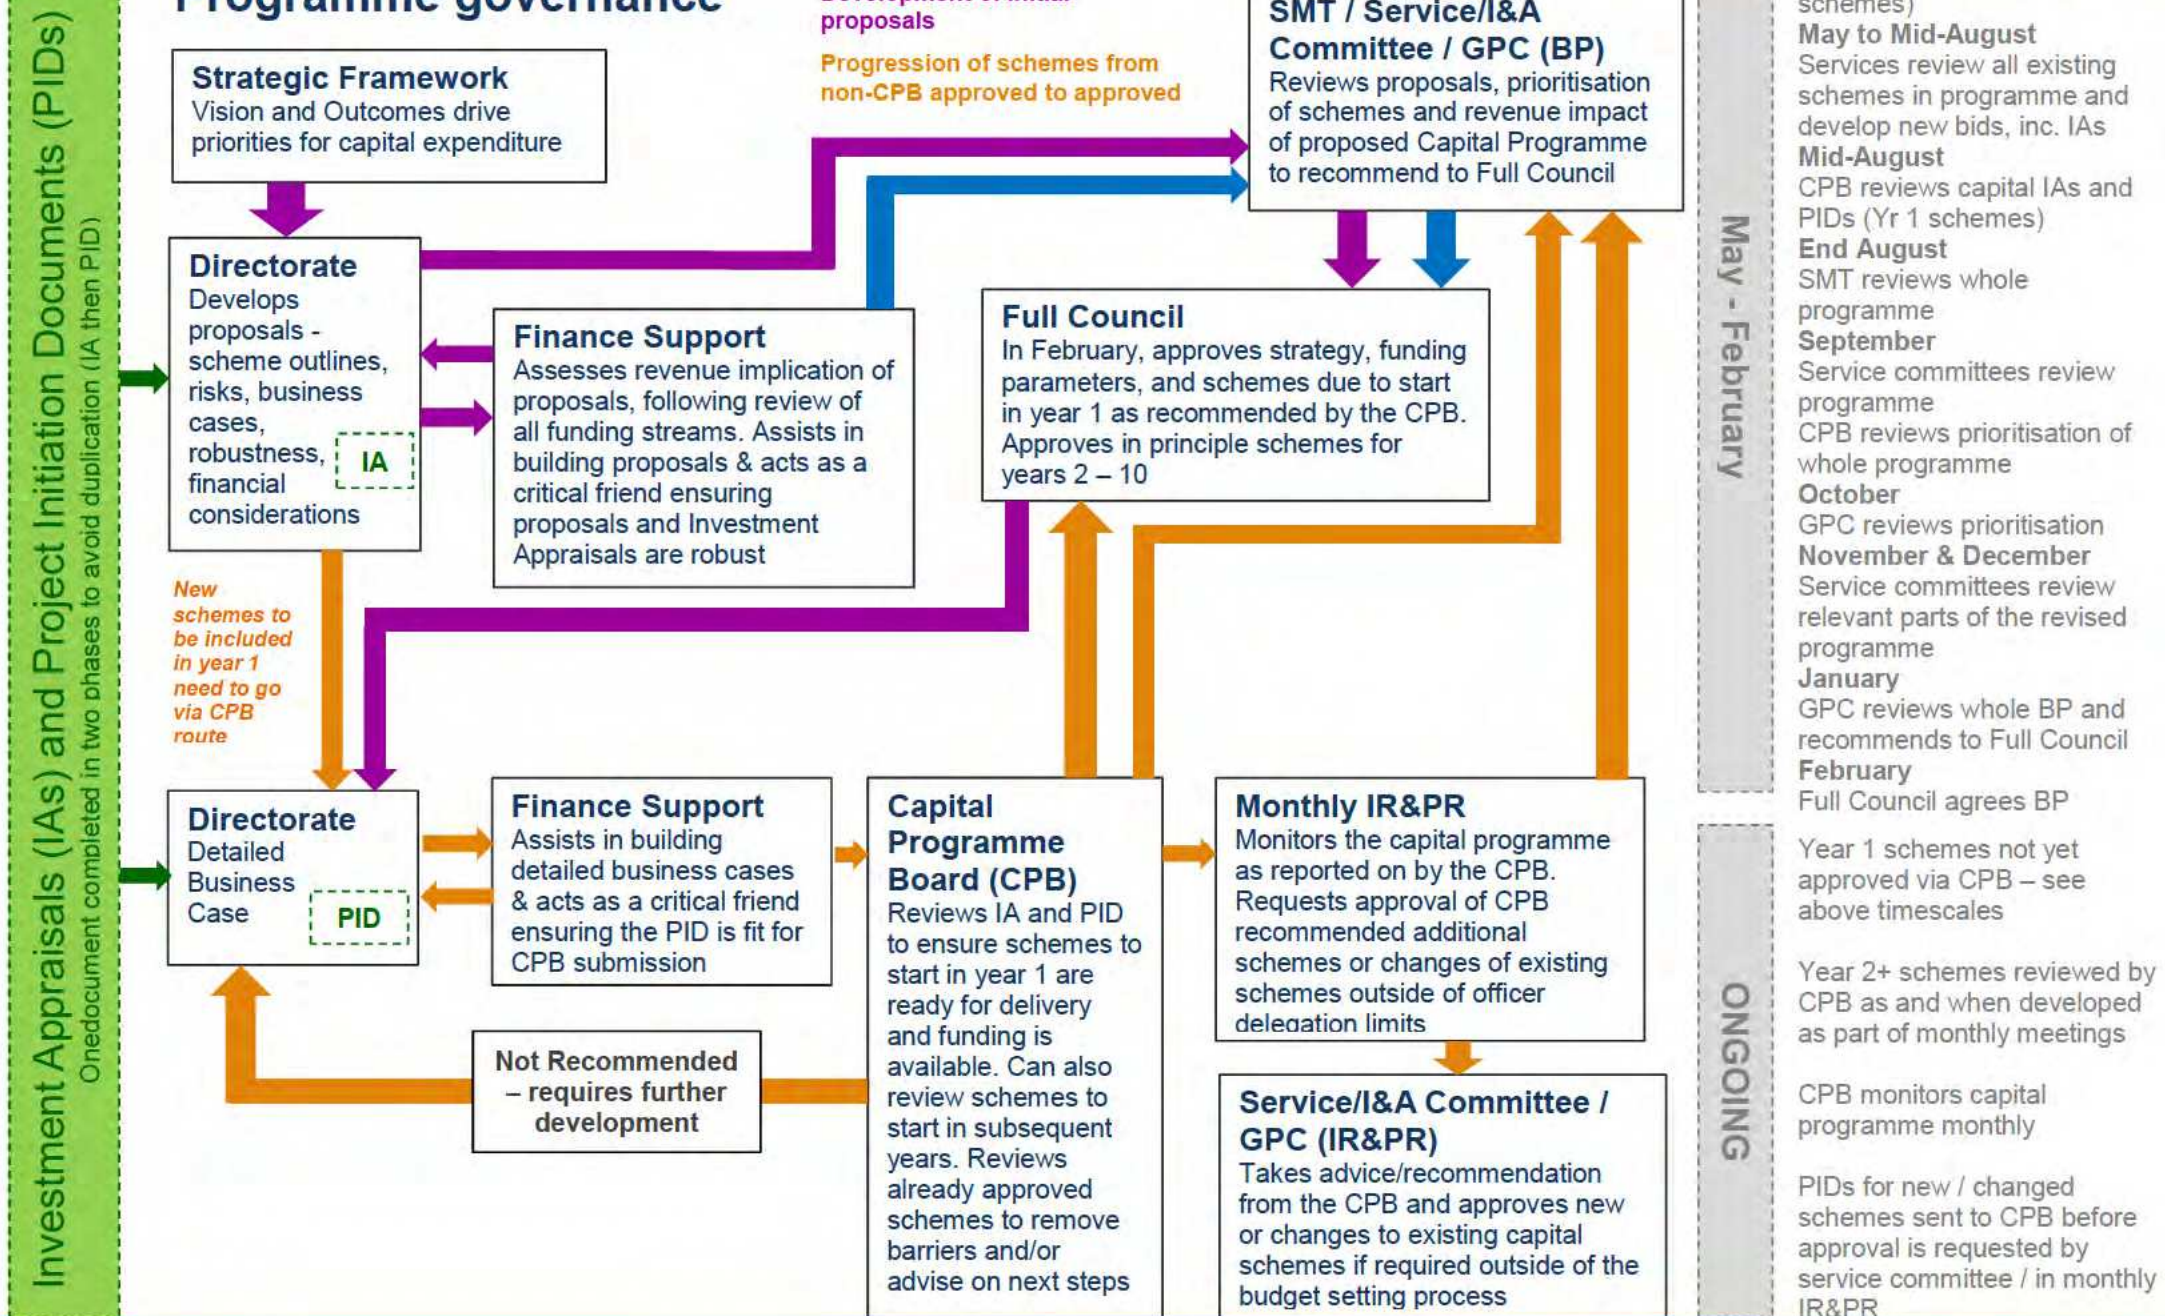 Investment Appraisals (IAs) and Project Initiation Documents (PIDs)
Onedocument completed in two phases to avoid duplication (IA then PID)
Programme governance
proposals
Progression of schemes from
non-CPB approved to approved
Strategic Framework
Vision and Outcomes drive
priorities for capital expenditure
SMT / Service/I&A
Committee / GPC (BP)
Reviews proposals, prioritisation
of schemes and revenue impact
of proposed Capital Programme
to recommend to Full Council
Directorate
Develops
proposals -
scheme outlines,
risks, business
cases,
robustness,
financial
considerations
IA
Finance Support
Assesses revenue implication of
proposals, following review of
all funding streams. Assists in
building proposals & acts as a
critical friend ensuring
proposals and Investment
Appraisals are robust
Full Council
In February, approves strategy, funding
parameters, and schemes due to start
in year 1 as recommended by the CPB.
Approves in principle schemes for
years 2 – 10
New
schemes to
be included
in year 1
need to go
via CPB
route
Directorate
Detailed
Business
Case
PID
Finance Support
Assists in building
detailed business cases
& acts as a critical friend
ensuring the PID is fit for
CPB submission
Not Recommended
– requires further
development
Capital
Programme
Board (CPB)
Reviews IA and PID
to ensure schemes to
start in year 1 are
ready for delivery
and funding is
available. Can also
review schemes to
start in subsequent
years. Reviews
already approved
schemes to remove
barriers and/or
advise on next steps
Monthly IR&PR
Monitors the capital programme
as reported on by the CPB.
Requests approval of CPB
recommended additional
schemes or changes of existing
schemes outside of officer
delegation limits
Service/I&A Committee /
GPC (IR&PR)
Takes advice/recommendation
from the CPB and approves new
or changes to existing capital
schemes if required outside of the
budget setting process
May - February
schemes)
May to Mid-August
Services review all existing
schemes in programme and
develop new bids, inc. IAs
Mid-August
CPB reviews capital IAs and
PIDs (Yr 1 schemes)
End August
SMT reviews whole
programme
September
Service committees review
programme
CPB reviews prioritisation of
whole programme
October
GPC reviews prioritisation
November & December
Service committees review
relevant parts of the revised
programme
January
GPC reviews whole BP and
recommends to Full Council
February
Full Council agrees BP
ONGOING
Year 1 schemes not yet
approved via CPB – see
above timescales
Year 2+ schemes reviewed by
CPB as and when developed
as part of monthly meetings
CPB monitors capital
programme monthly
PIDs for new / changed
schemes sent to CPB before
approval is requested by
service committee / in monthly
IR&PR